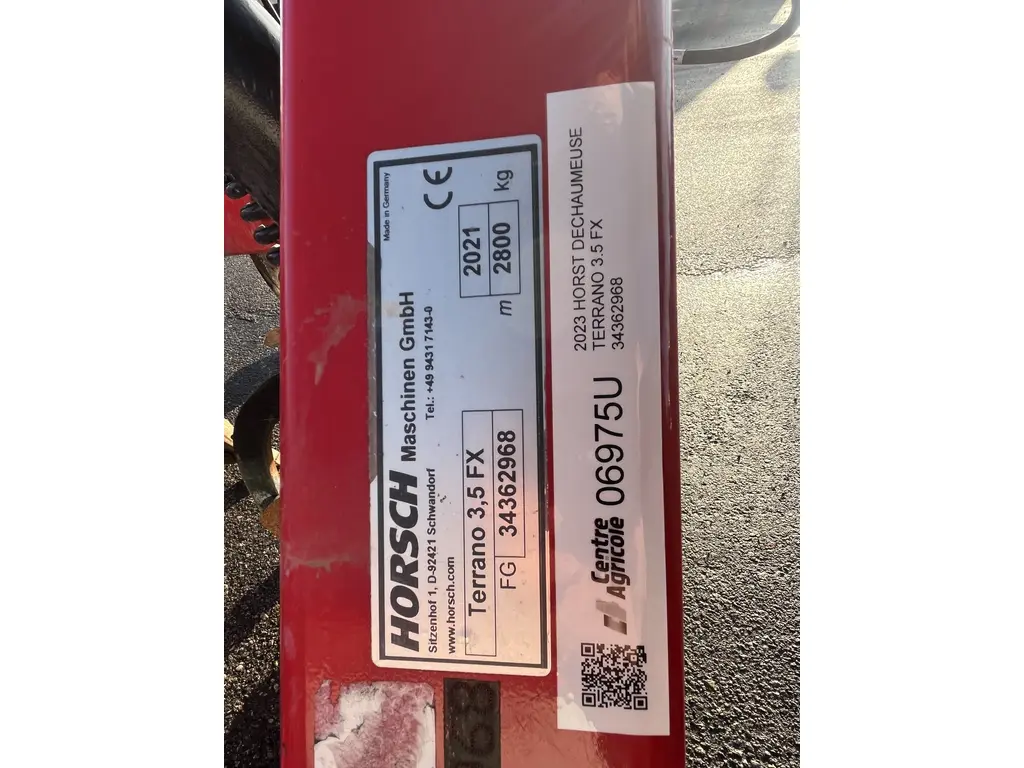 HORSCH Maschinen GmbH
Made in Germany
Sitzenhof 1, D-92421 Schwandorf
Tel.: +49 9431 7143-0
www.horsch.com
CE
Terrano 3,5 FX
2021
FG 34362968
m 2800 kg
2023 HORST DECHAUMEUSE
TERRANO 3.5 FX
34362968
Centre
Agricole
06975U
168